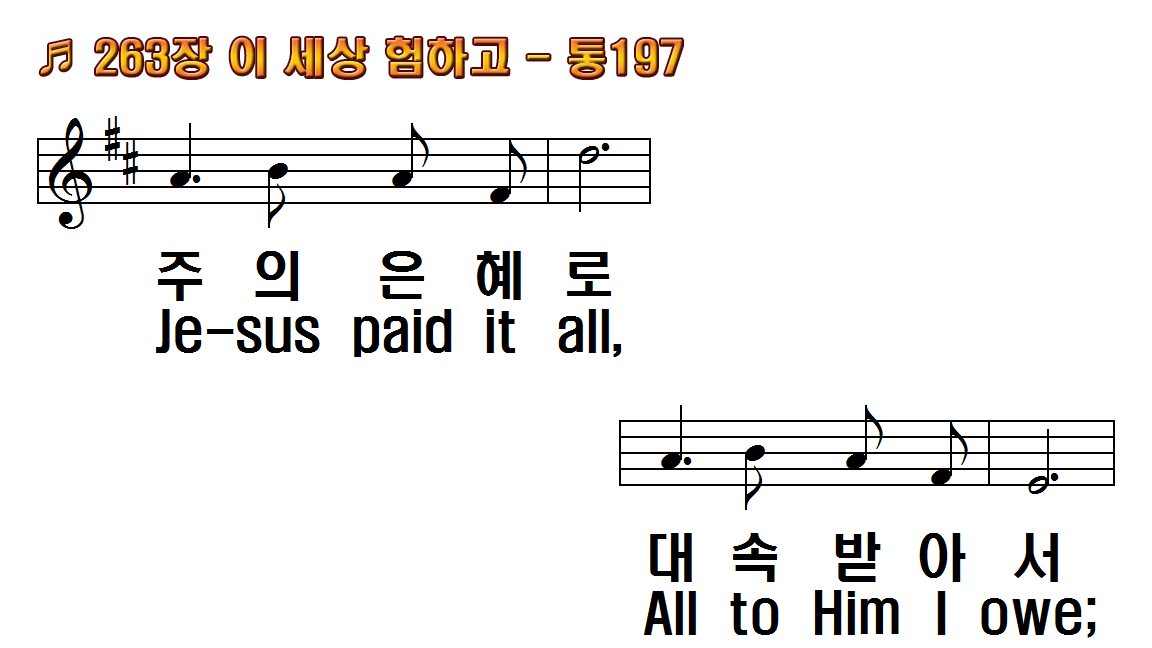 263장 이 세상 험하고 - 통197
주 의 은 혜 로
Je-sus paid it all,
대 속 받 아 서
All to Him I owe;